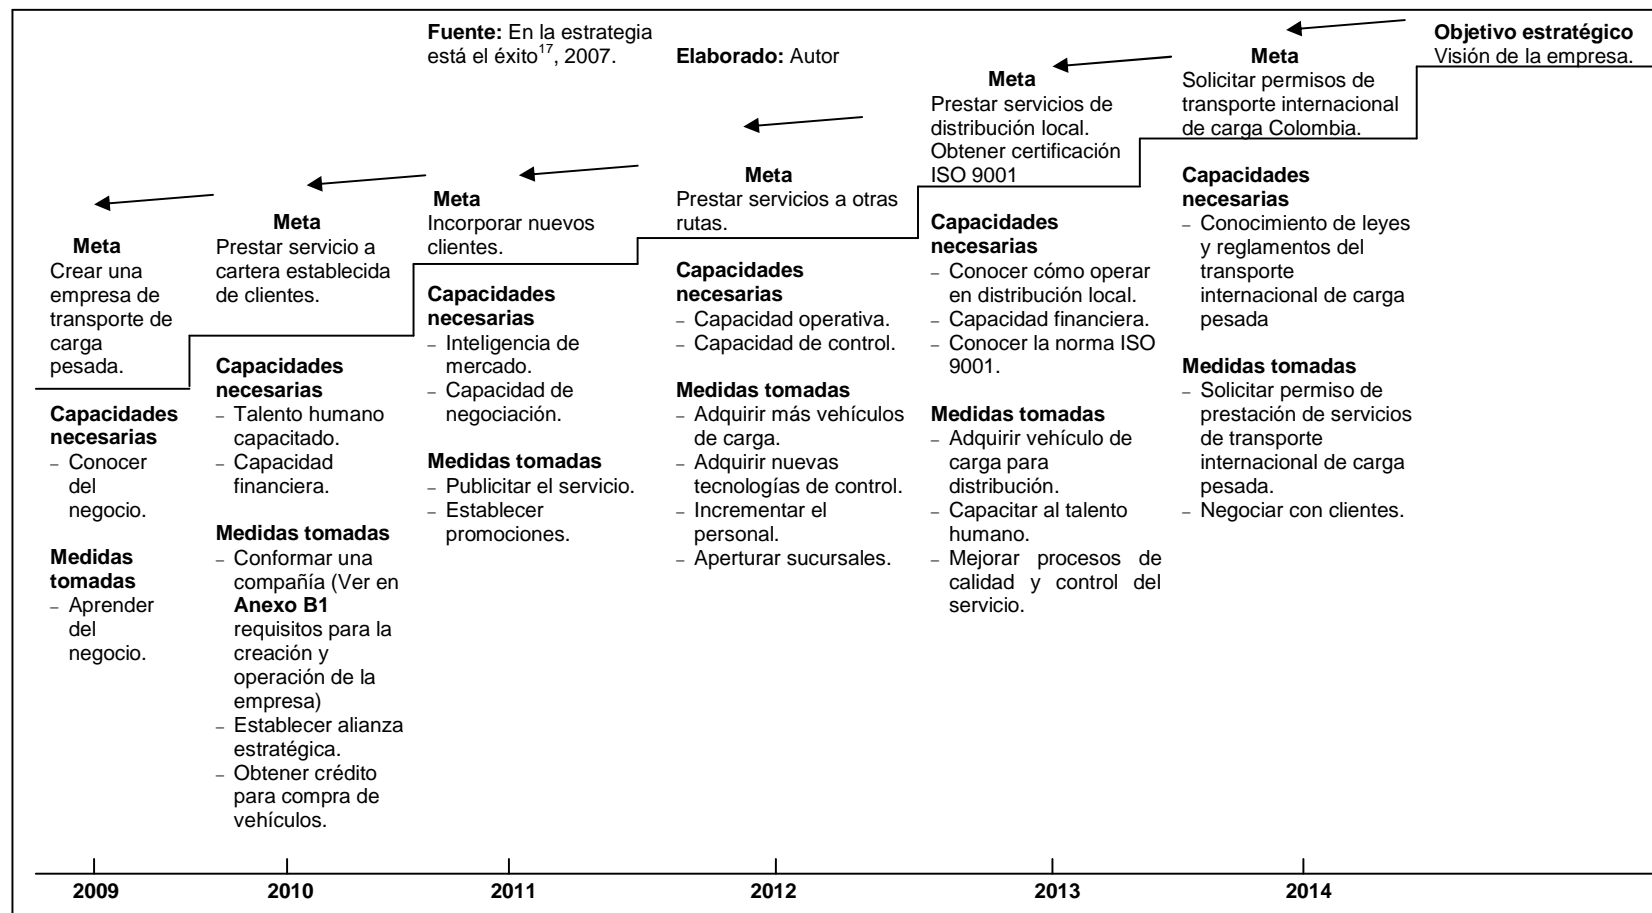 Fuente: En la estrategia
está el éxito17, 2007.
Elaborado: Autor
Objetivo estratégico
Visión de la empresa.
Meta
Crear una
empresa de
transporte de
carga
pesada.
Capacidades
necesarias
– Conocer
del
negocio.
Medidas
tomadas
– Aprender
del
negocio.
Meta
Prestar servicio a
cartera establecida
de clientes.
Capacidades
necesarias
– Talento humano
capacitado.
– Capacidad
financiera.
Medidas tomadas
– Conformar una
compañía (Ver en
Anexo B1
requisitos para la
creación y
operación de la
empresa)
– Establecer alianza
estratégica.
– Obtener crédito
para compra de
vehículos.
Meta
Incorporar nuevos
clientes.
Capacidades
necesarias
– Inteligencia de
mercado.
– Capacidad de
negociación.
Medidas tomadas
– Publicitar el servicio.
– Establecer
promociones.
Meta
Prestar servicios a otras
rutas.
Capacidades
necesarias
– Capacidad operativa.
– Capacidad de control.
Medidas tomadas
– Adquirir más vehículos
de carga.
– Adquirir nuevas
tecnologías de control.
– Incrementar el
personal.
– Aperturar sucursales.
Meta
Prestar servicios de
distribución local.
Obtener certificación
ISO 9001
Capacidades
necesarias
– Conocer cómo operar
en distribución local.
– Capacidad financiera.
– Conocer la norma ISO
9001.
Medidas tomadas
– Adquirir vehículo de
carga para
distribución.
– Capacitar al talento
humano.
– Mejorar procesos de
calidad y control del
servicio.
Meta
Solicitar permisos de
transporte internacional
de carga Colombia.
Capacidades
necesarias
– Conocimiento de leyes
y reglamentos del
transporte
internacional de carga
pesada
Medidas tomadas
– Solicitar permiso de
prestación de servicios
de transporte
internacional de carga
pesada.
– Negociar con clientes.
2009
2010
2011
2012
2013
2014